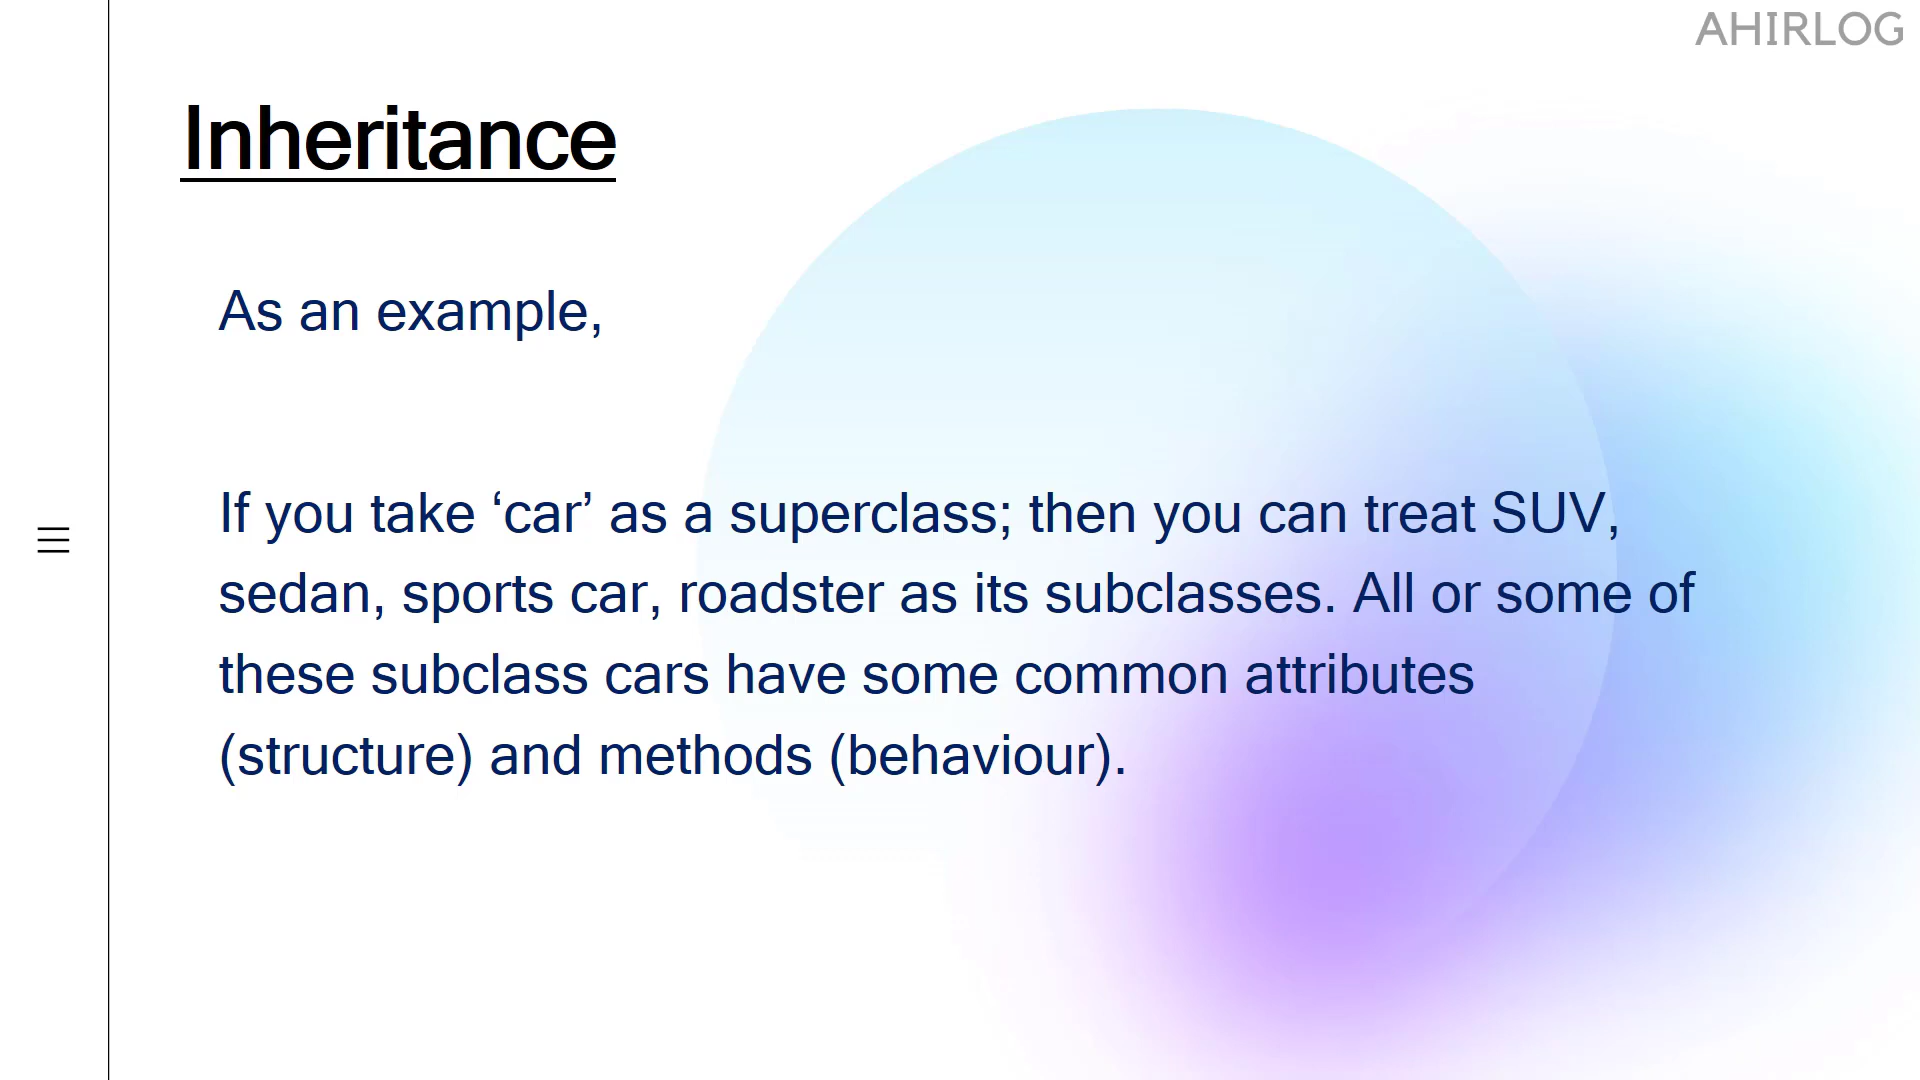 AHIRLOG
Inheritance
As an example,
If you take ‘car’ as a superclass; then you can treat SUV,
sedan, sports car, roadster as its subclasses. All or some of
these subclass cars have some common attributes
(structure) and methods (behaviour).